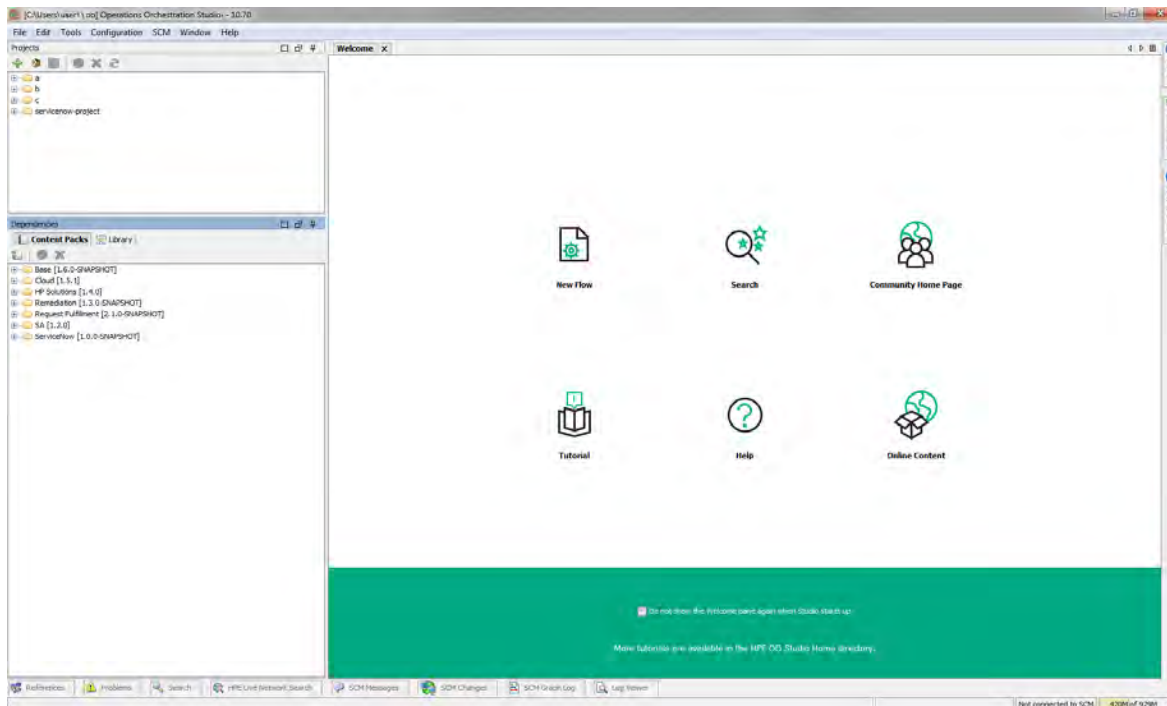 [C:\Users\user1\.oo] Operations Orchestration Studio - 10.70
File Edit Tools Configuration SCM Window Help
Projects
a
b
c
servicenow-project
Dependencies
Content Packs Library
Base [1.6.0-SNAPSHOT]
Cloud [1.5.1]
HP Solutions [1.4.0]
Remediation [1.3.0-SNAPSHOT]
Request Fulfillment [2.1.0-SNAPSHOT]
SA [1.2.0]
ServiceNow [1.0.0-SNAPSHOT]
Welcome x
New Flow
Search
Community Home Page
Tutorial
Help
Online Content
Do not show the Welcome pane again when Studio starts up.
More tutorials are available in the HPE OO Studio Home directory.
References Problems Search HPE Live Network Search SCM Messages SCM Changes SCM Graph Log Log Viewer
Not connected to SCM 420M of 929M